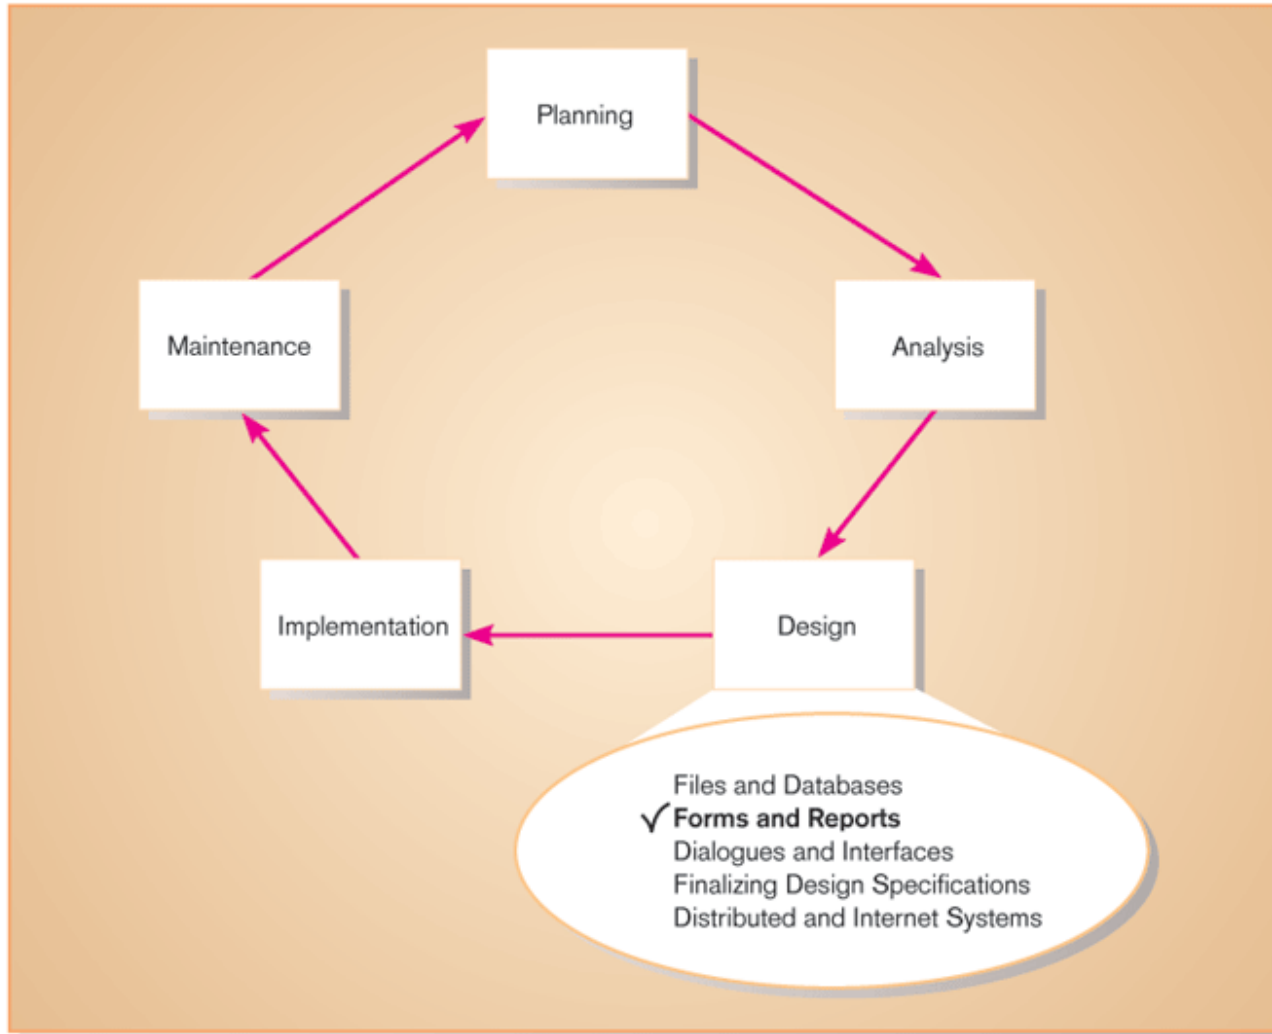 Planning
Maintenance
Analysis
Implementation
Design
Files and Databases
✓Forms and Reports
Dialogues and Interfaces
Finalizing Design Specifications
Distributed and Internet Systems